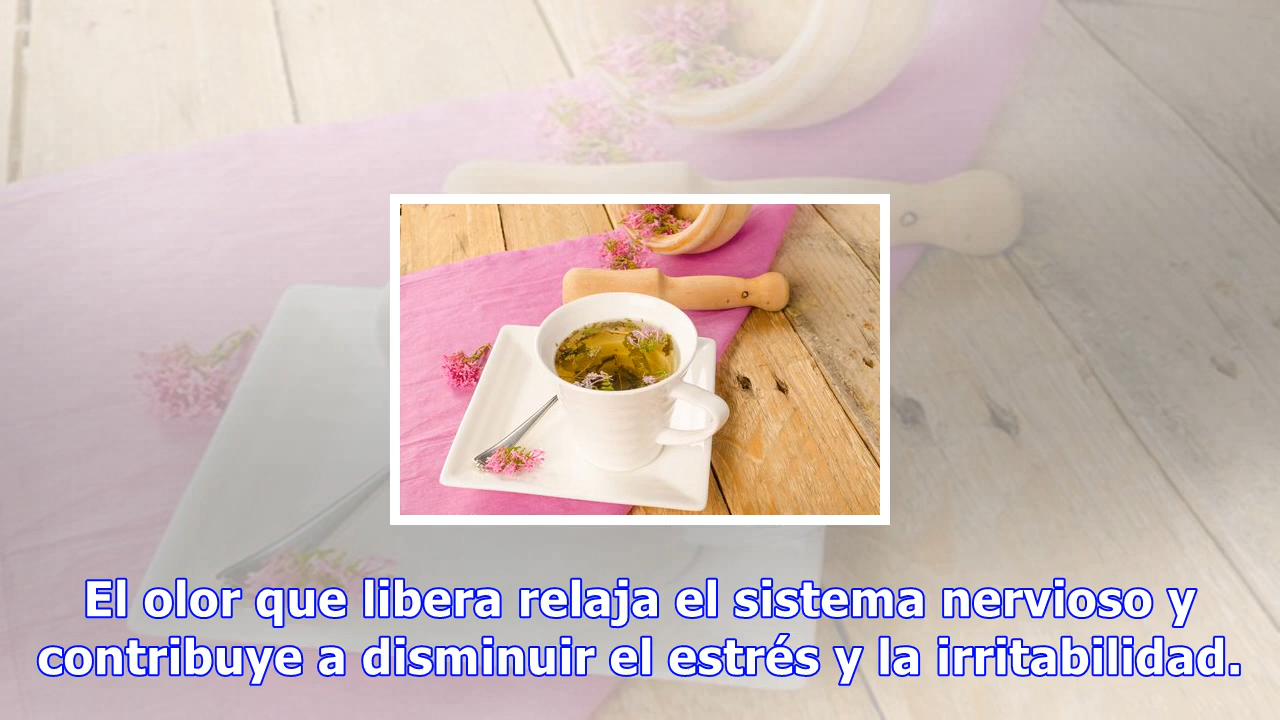 El olor que libera relaja el sistema nervioso y
contribuye a disminuir el estrés y la irritabilidad.